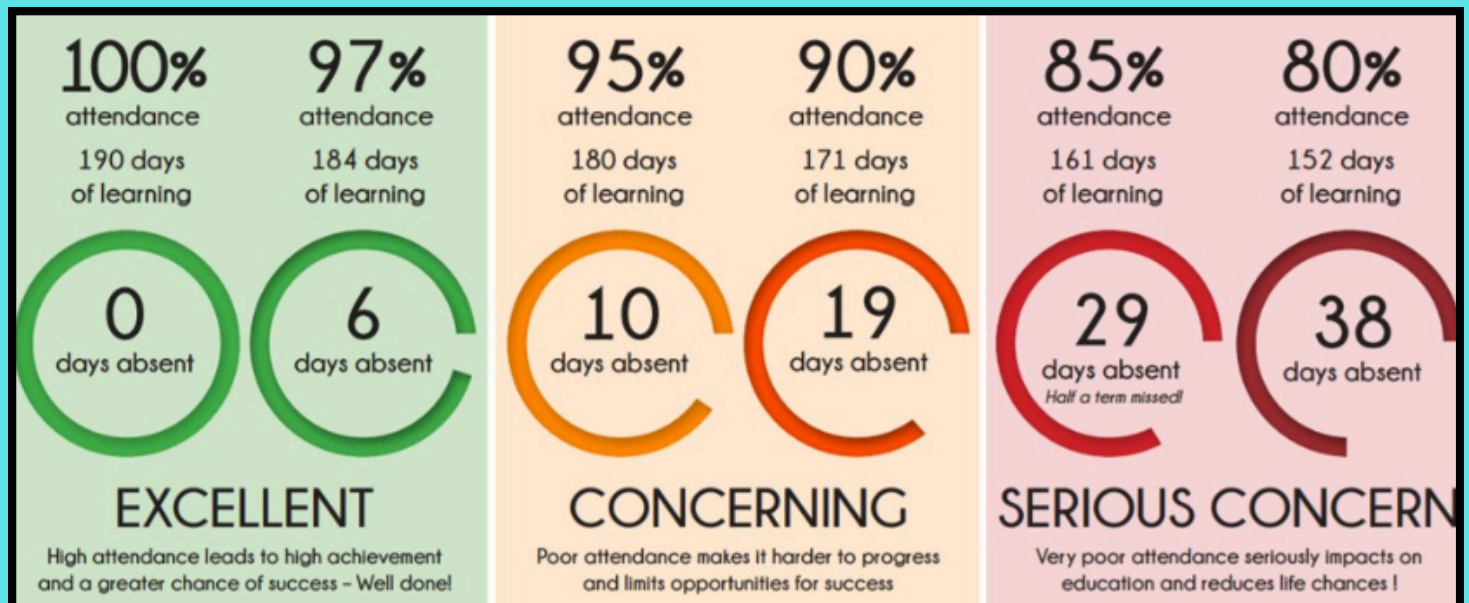 100%
attendance
190 days
of learning
0
days absent
97%
attendance
184 days
of learning
6
days absent
EXCELLENT
High attendance leads to high achievement
and a greater chance of success – Well done!
95%
attendance
180 days
of learning
10
days absent
90%
attendance
171 days
of learning
19
days absent
CONCERNING
Poor attendance makes it harder to progress
and limits opportunities for success
85%
attendance
161 days
of learning
29
days absent
Half a term missed!
80%
attendance
152 days
of learning
38
days absent
SERIOUS CONCERN
Very poor attendance seriously impacts on
education and reduces life chances !